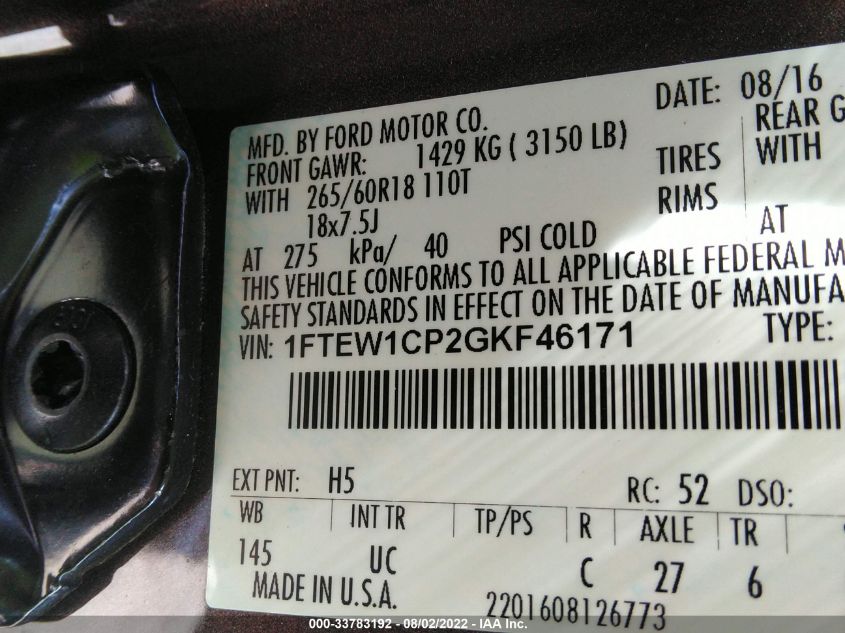 DATE: 08/16
MFD. BY FORD MOTOR CO.
FRONT GAWR: 1429 KG ( 3150 LB)
REAR G
WITH 265/60R18 110T TIRES WITH
18x7.5J RIMS
AT 275 kPa/ 40 PSI COLD AT
THIS VEHICLE CONFORMS TO ALL APPLICABLE FEDERAL M
SAFETY STANDARDS IN EFFECT ON THE DATE OF MANUFA
VIN: 1FTEW1CP2GKF46171 TYPE:
EXT PNT: H5 RC: 52 DSO:
WB INT TR TP/PS R AXLE TR
145 UC C 27 6
MADE IN U.S.A. 2201608126773
000-33783192 - 08/02/2022 - IAA Inc.